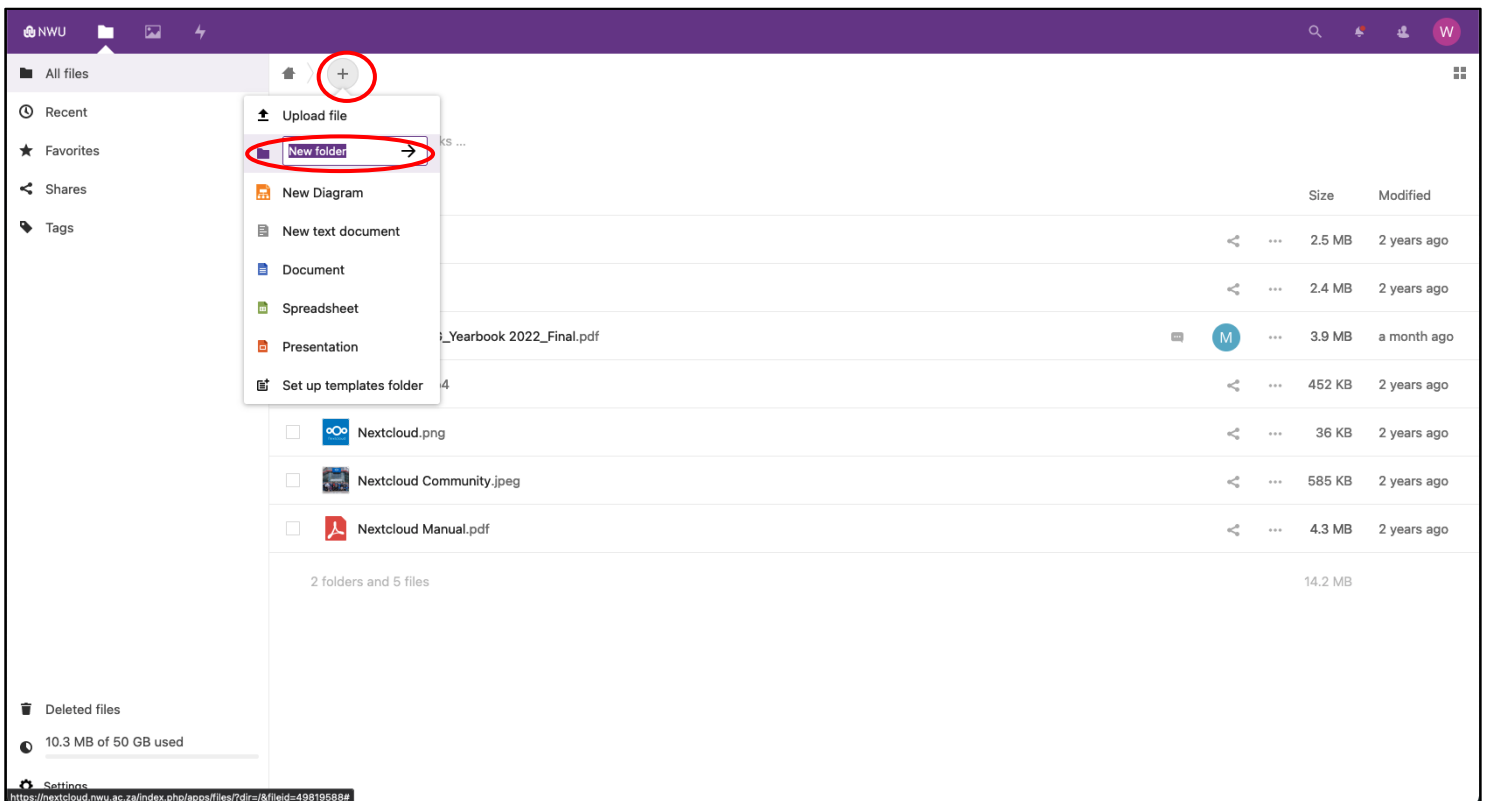 NWU
W
All files
+
Recent
Upload file
New folder
ks ...
Favorites
Shares
New Diagram
Size Modified
Tags
New text document
2.5 MB 2 years ago
Document
2.4 MB 2 years ago
Spreadsheet
_Yearbook 2022_Final.pdf M 3.9 MB a month ago
Presentation
Set up templates folder 4 452 KB 2 years ago
Nextcloud.png 36 KB 2 years ago
Nextcloud Community.jpeg 585 KB 2 years ago
Nextcloud Manual.pdf 4.3 MB 2 years ago
2 folders and 5 files 14.2 MB
Deleted files
10.3 MB of 50 GB used
Settings
https://nextcloud.nwu.ac.za/index.php/apps/files/?dir=/&fileid=49819588#